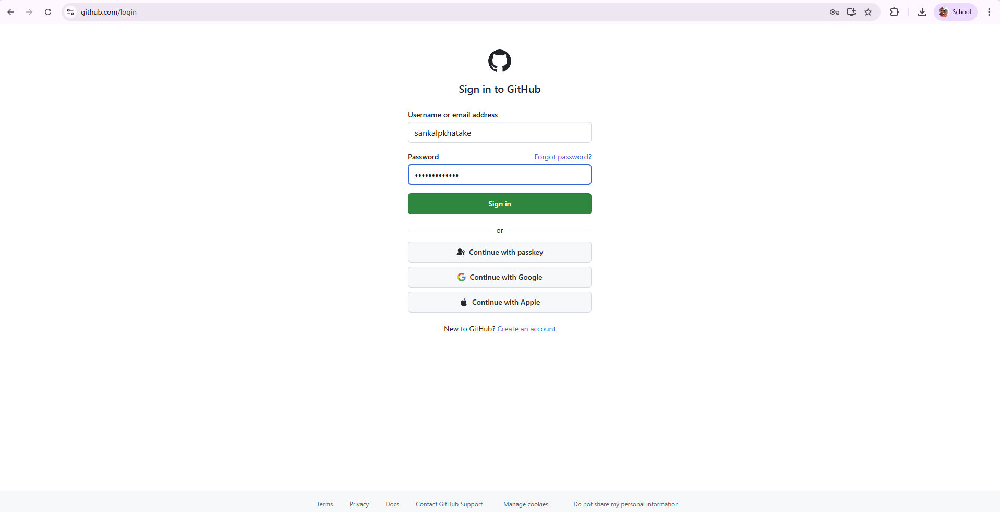 github.com/login
School
Sign in to GitHub
Username or email address
sankalpkhatake
Password Forgot password?
•••••••••••••
Sign in
or
Continue with passkey
Continue with Google
Continue with Apple
New to GitHub? Create an account
Terms Privacy Docs Contact GitHub Support Manage cookies Do not share my personal information